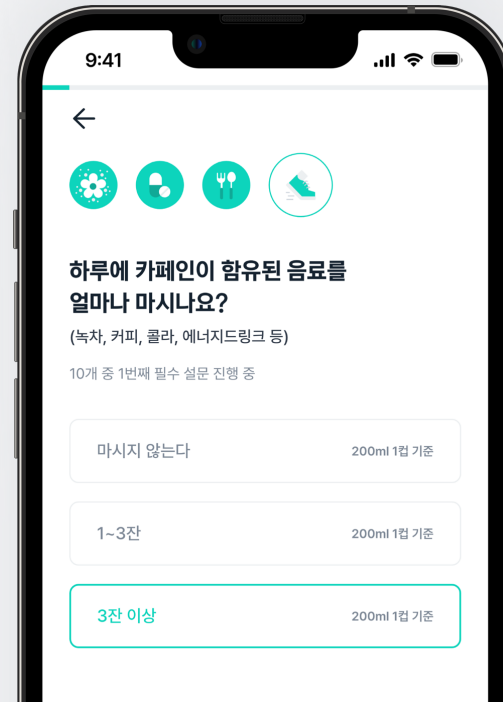 9:41
하루에 카페인이 함유된 음료를
얼마나 마시나요?
(녹차, 커피, 콜라, 에너지드링크 등)
10개 중 1번째 필수 설문 진행 중
마시지 않는다 200ml 1컵 기준
1~3잔 200ml 1컵 기준
3잔 이상 200ml 1컵 기준